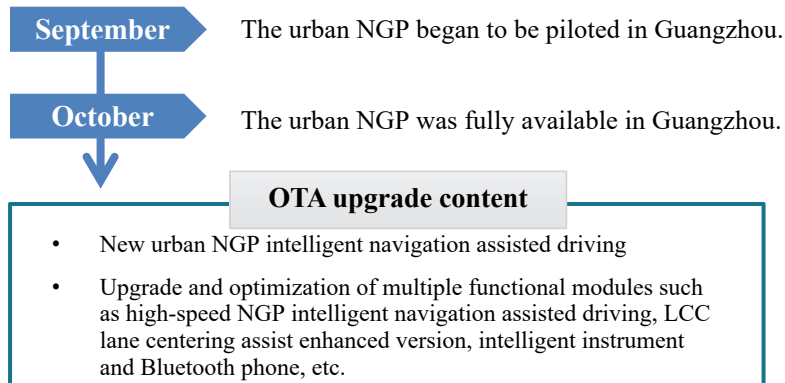 September
The urban NGP began to be piloted in Guangzhou.
October
The urban NGP was fully available in Guangzhou.
OTA upgrade content
• New urban NGP intelligent navigation assisted driving
• Upgrade and optimization of multiple functional modules such
as high-speed NGP intelligent navigation assisted driving, LCC
lane centering assist enhanced version, intelligent instrument
and Bluetooth phone, etc.